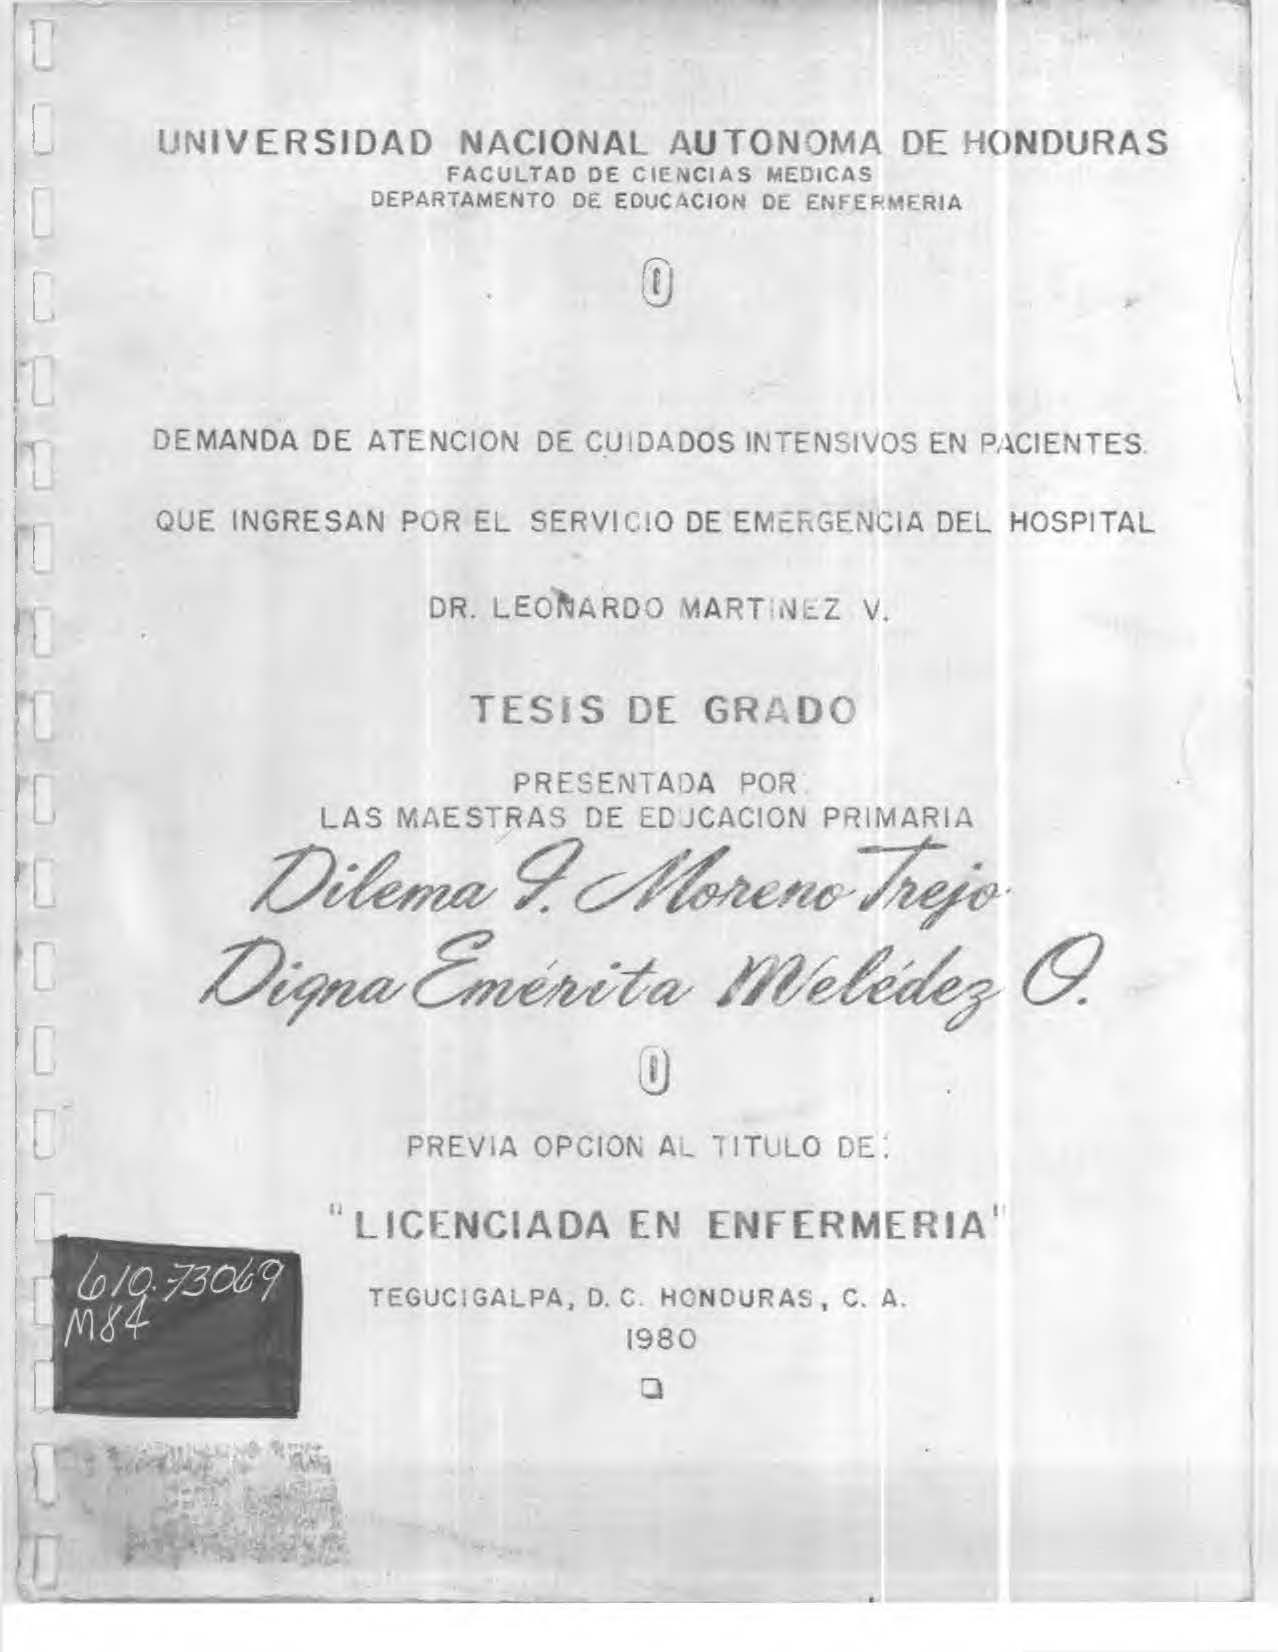 UNIVERSIDAD NACIONAL AUTONOMA DE HONDURAS
FACULTAD DE CIENCIAS MEDICAS
DEPARTAMENTO DE EDUCACION DE ENFERMERIA
DEMANDA DE ATENCION DE CUIDADOS INTENSIVOS EN PACIENTES.
QUE INGRESAN POR EL SERVICIO DE EMERGENCIA DEL HOSPITAL
DR. LEONARDO MARTINEZ V.
TESIS DE GRADO
PRESENTADA POR:
LAS MAESTRAS DE EDUCACION PRIMARIA
Dilema I. Moreno Trejo
Digna Emérita Melédez O.
PREVIA OPCION AL TITULO DE:
"LICENCIADA EN ENFERMERIA"
610.73069
M84
TEGUCIGALPA, D. C. HONDURAS, C. A.
1980